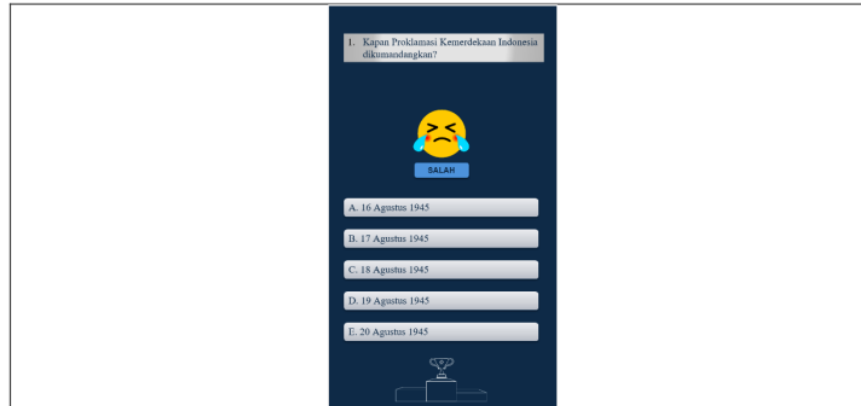 1. Kapan Proklamasi Kemerdekaan Indonesia
dikumandangkan?
SALAH
A. 16 Agustus 1945
B. 17 Agustus 1945
C. 18 Agustus 1945
D. 19 Agustus 1945
E. 20 Agustus 1945